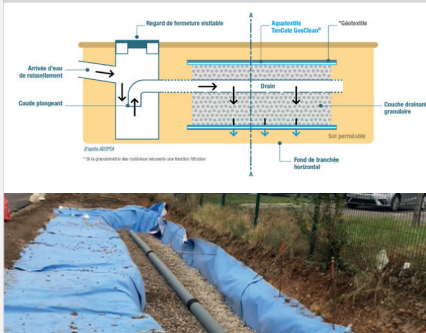 A
Regard de fermeture visitable
Aquatextile
TenCate GeoClean®
*Géotextile
Arrivée d'eau
de ruissellement
Drain
Coude plongeant
Couche drainante
granulaire
Sol perméable
d'après ADOPTA
* Si la granulométrie des matériaux nécessite une fonction filtration
Fond de tranchée
horizontal
A